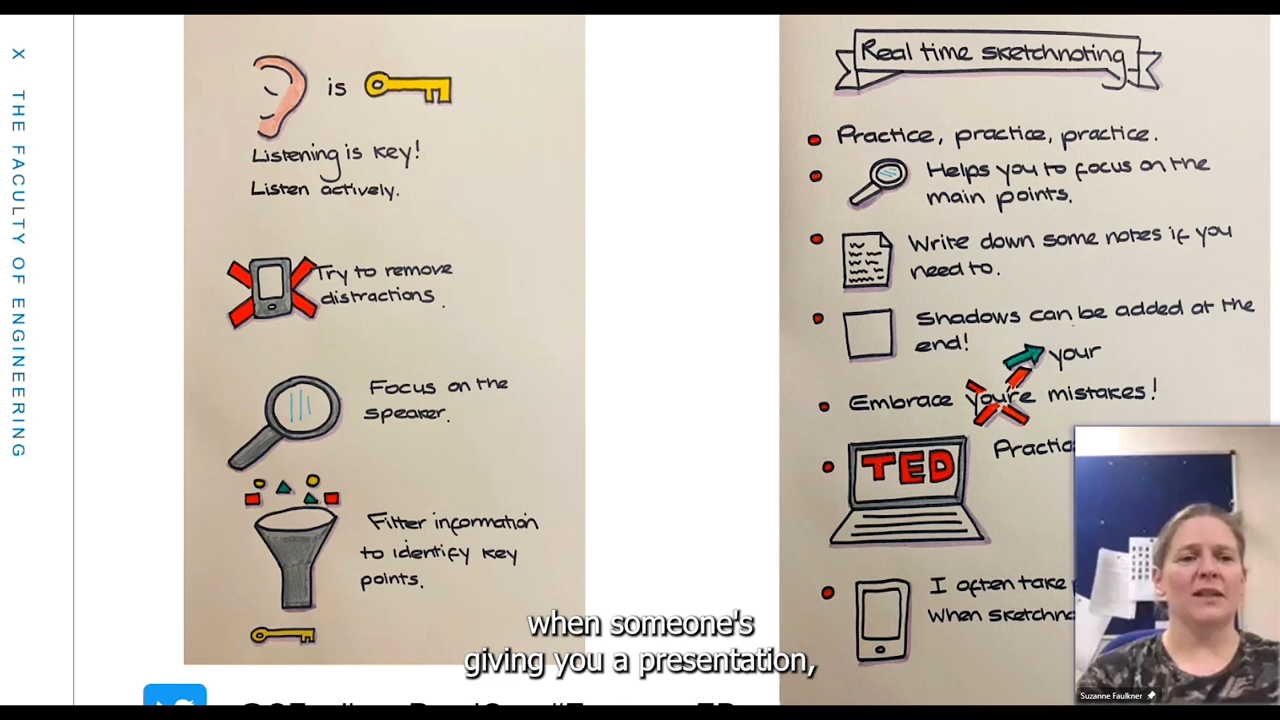 X THE FACULTY OF ENGINEERING
is
Listening is key!
Listen actively.
Try to remove
distractions.
Focus on the
speaker.
Filter information
to identify key
points.
Real time sketchnoting
Practice, practice, practice.
Helps you to focus on the
main points.
Write down some notes if you
need to.
Shadows can be added at the
end!
your
Embrace you're mistakes!
TED
I often take
when
when someone's
giving you a presentation,
Suzanne Faulkner